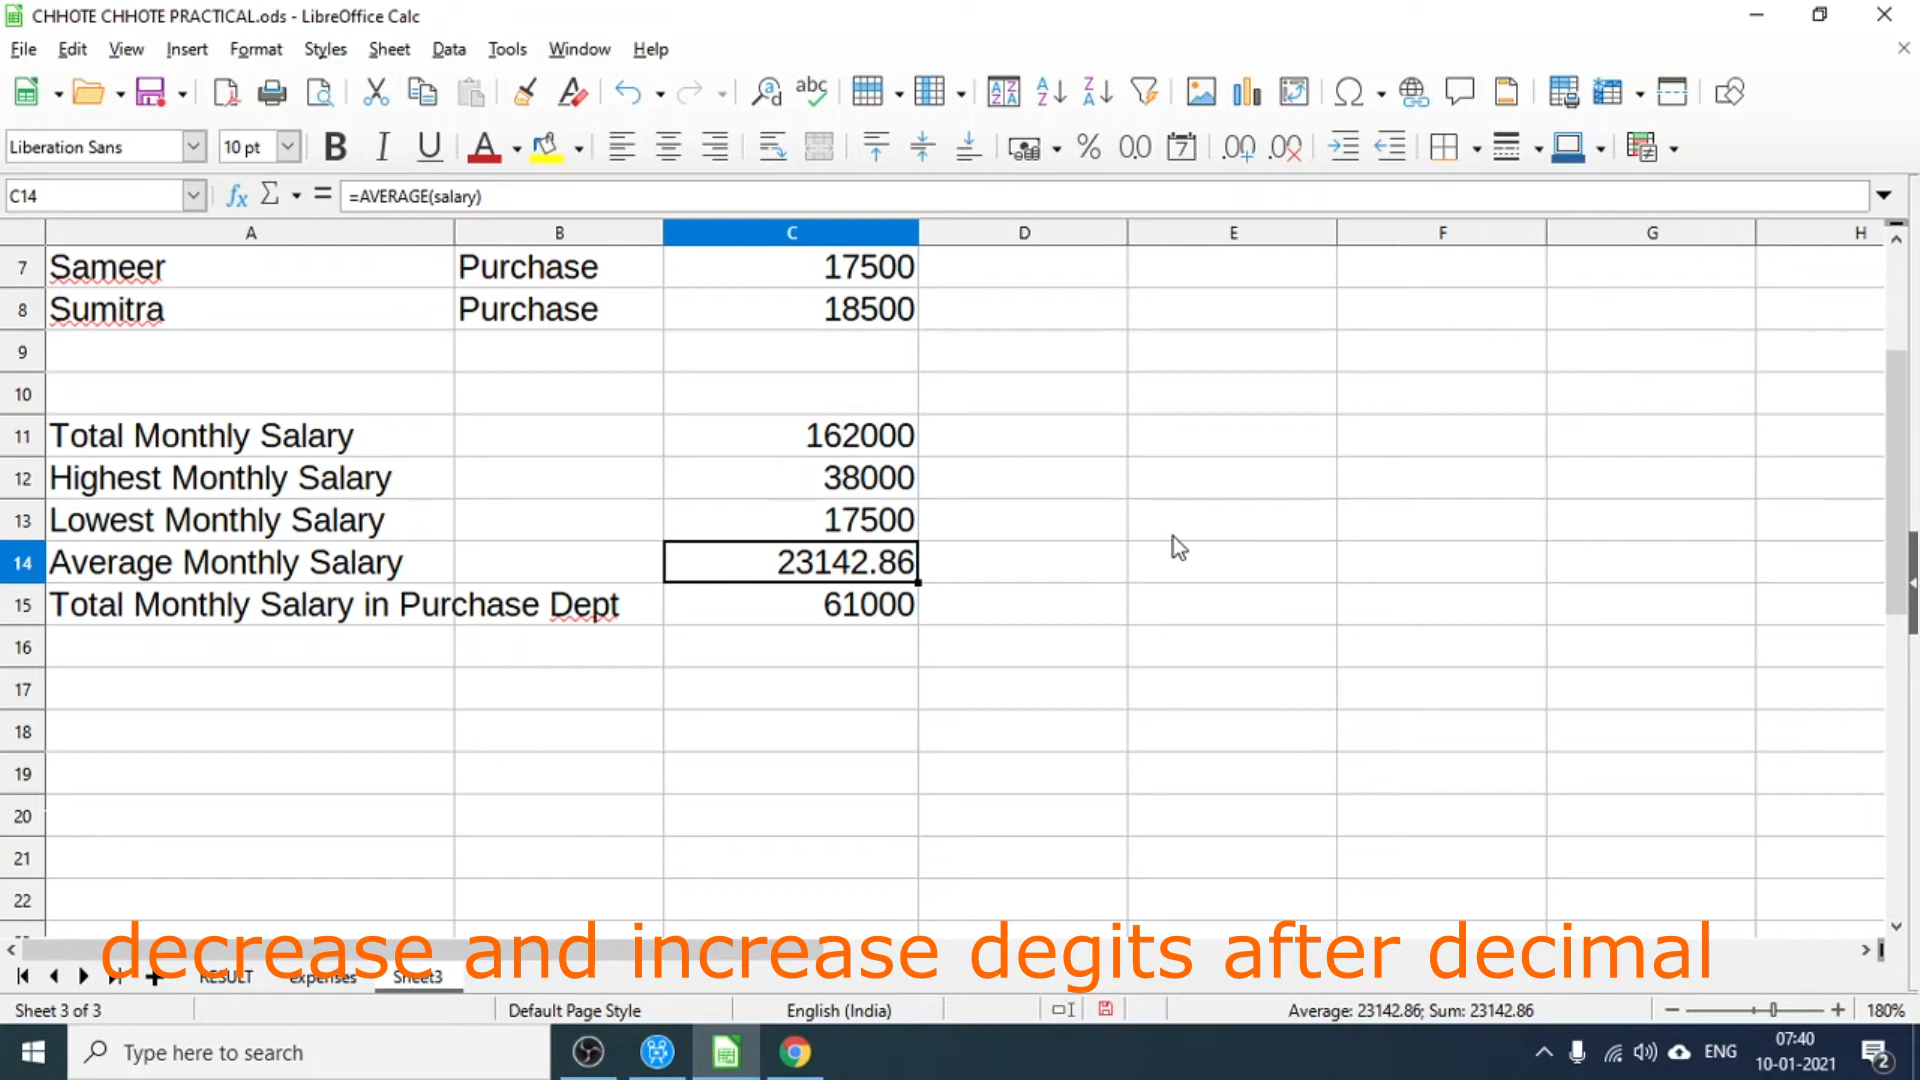 CHHOTE CHHOTE PRACTICAL.ods - LibreOffice Calc
File Edit View Insert Format Styles Sheet Data Tools Window Help
Liberation Sans 10 pt
C14 =AVERAGE(salary)
A B C D E F G H
7 Sameer Purchase 17500
8 Sumitra Purchase 18500
9
10
11 Total Monthly Salary 162000
12 Highest Monthly Salary 38000
13 Lowest Monthly Salary 17500
14 Average Monthly Salary 23142.86
15 Total Monthly Salary in Purchase Dept 61000
16
17
18
19
20
21
22
decrease and increase degits after decimal
RESULT expenses Sheet3
Sheet 3 of 3 Default Page Style English (India) Average: 23142.86; Sum: 23142.86 180%
Type here to search ENG 07:40
10-01-2021 2